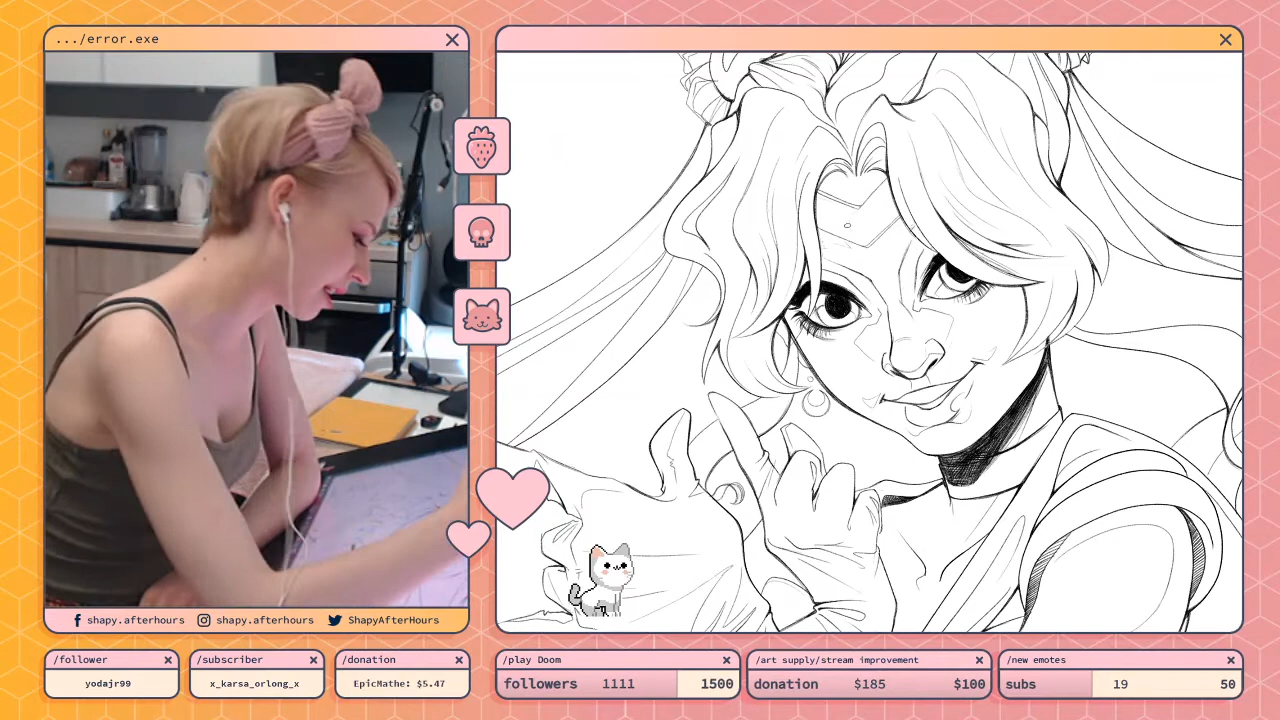 .../error.exe
shapy.afterhours shapy.afterhours ShapyAfterHours
/follower
yodajr99
/subscriber
x_karsa_orlong_x
/donation
EpicMathe: $5.47
/play Doom
followers 1111 1500
/art supply/stream improvement
donation $185 $100
/new emotes
subs 19 50